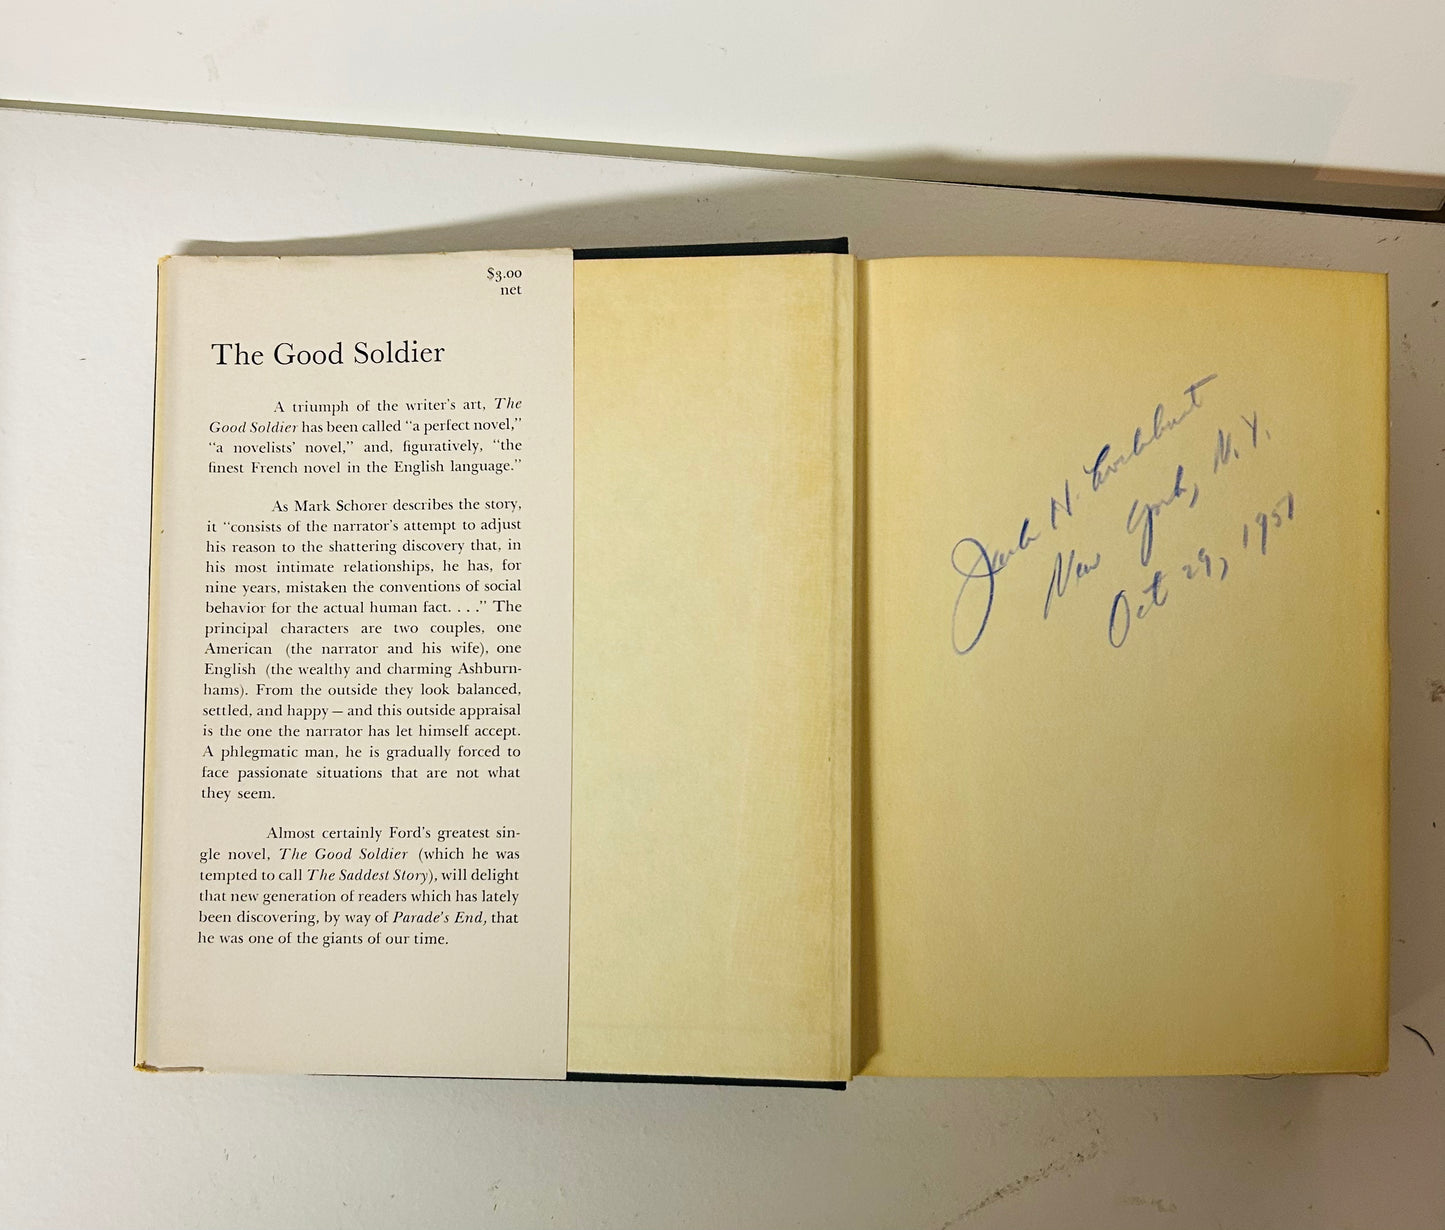 $3.00
net
The Good Soldier
A triumph of the writer's art, The
Good Soldier has been called “a perfect novel,”
“a novelists' novel,” and, figuratively, “the
finest French novel in the English language.”
As Mark Schorer describes the story,
it “consists of the narrator's attempt to adjust
his reason to the shattering discovery that, in
his most intimate relationships, he has, for
nine years, mistaken the conventions of social
behavior for the actual human fact. . . .” The
principal characters are two couples, one
American (the narrator and his wife), one
English (the wealthy and charming Ashburn-
hams). From the outside they look balanced,
settled, and happy — and this outside appraisal
is the one the narrator has let himself accept.
A phlegmatic man, he is gradually forced to
face passionate situations that are not what
they seem.
Almost certainly Ford's greatest sin-
gle novel, The Good Soldier (which he was
tempted to call The Saddest Story), will delight
that new generation of readers which has lately
been discovering, by way of Parade's End, that
he was one of the giants of our time.
Jack N.
New York, N.Y.
Oct 29, 1951